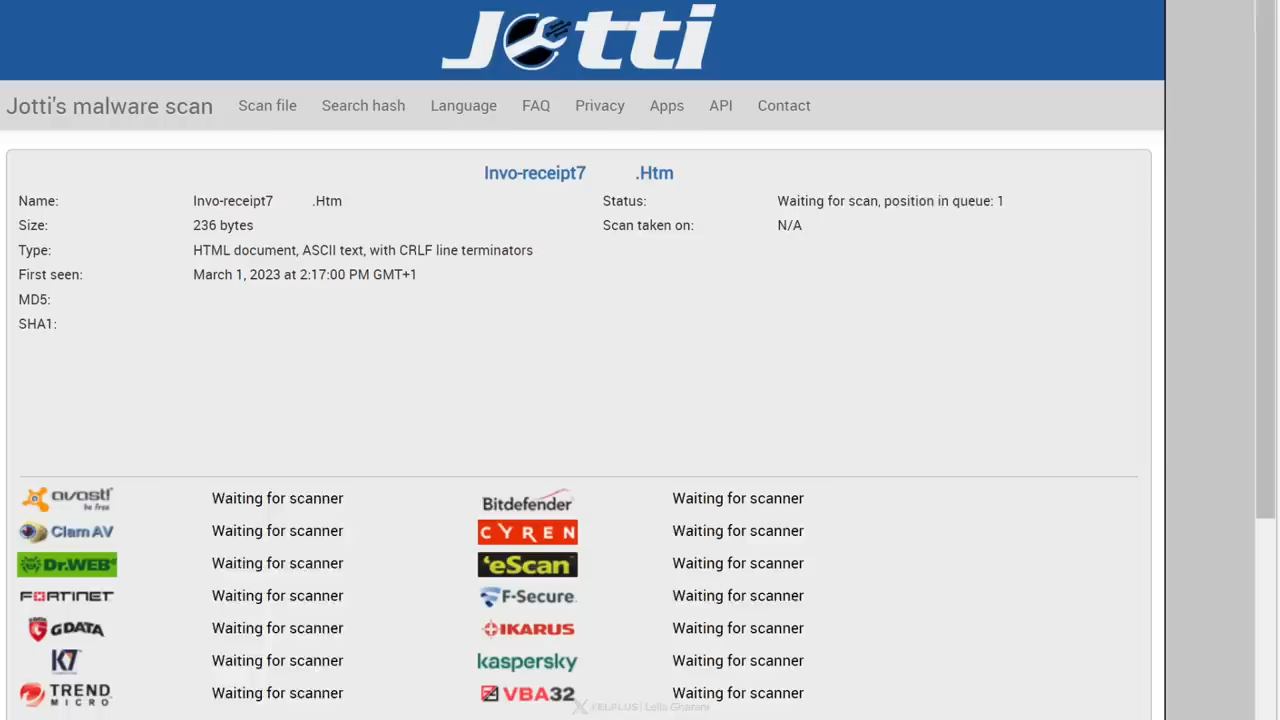 Jotti
Jotti's malware scan Scan file Search hash Language FAQ Privacy Apps API Contact
Invo-receipt7 .Htm
Name: Invo-receipt7 .Htm Status: Waiting for scan, position in queue: 1
Size: 236 bytes Scan taken on: N/A
Type: HTML document, ASCII text, with CRLF line terminators
First seen: March 1, 2023 at 2:17:00 PM GMT+1
MD5:
SHA1:
avast! be free Waiting for scanner Bitdefender Waiting for scanner
ClamAV Waiting for scanner CYREN Waiting for scanner
Dr.WEB Waiting for scanner eScan Waiting for scanner
FORTINET Waiting for scanner F-Secure. Waiting for scanner
G DATA Waiting for scanner IKARUS Waiting for scanner
K7 Waiting for scanner kaspersky Waiting for scanner
TREND MICRO Waiting for scanner VBA32 Waiting for scanner
XELPLUS | Leila Gharani